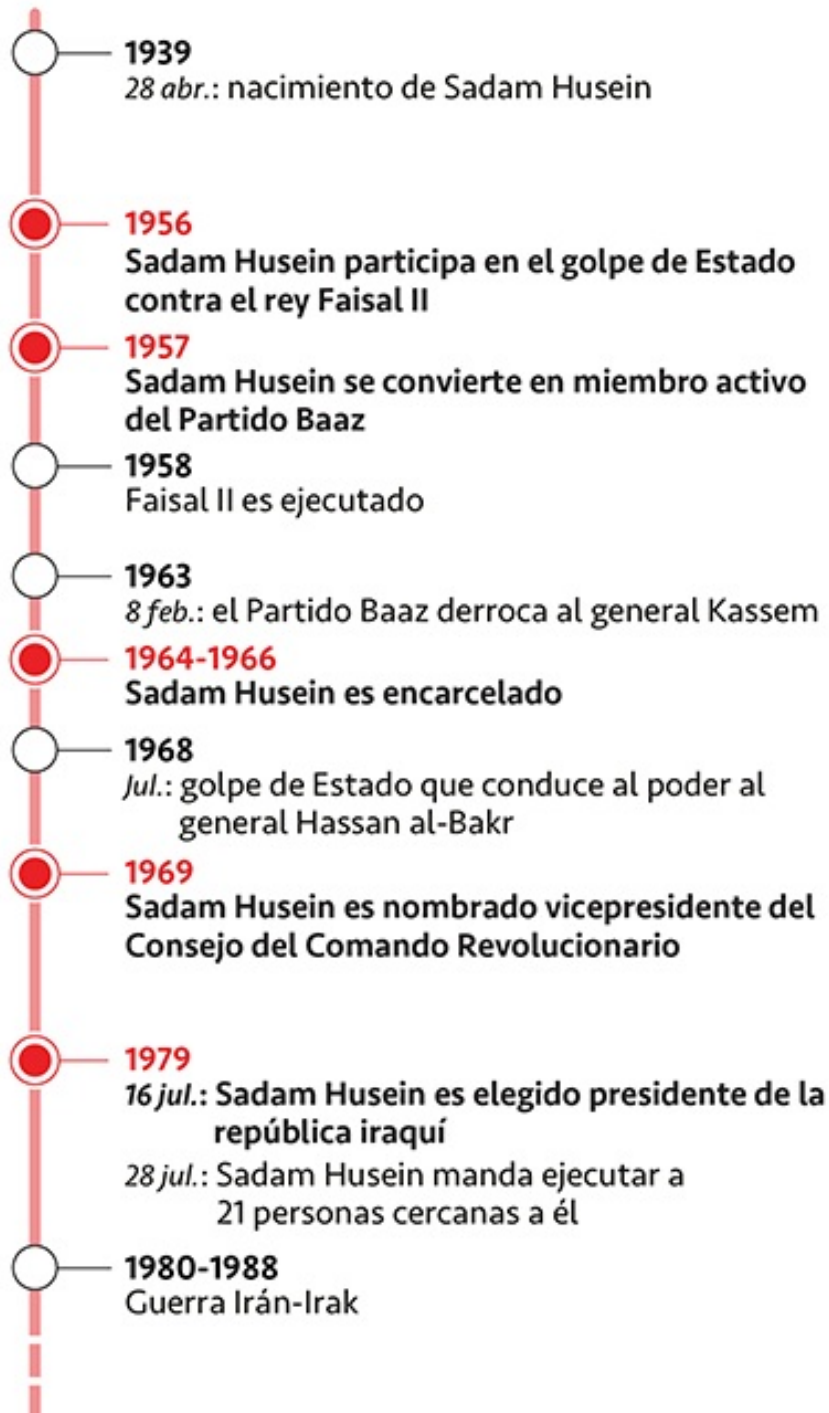 1939
28 abr.: nacimiento de Sadam Husein
1956
Sadam Husein participa en el golpe de Estado
contra el rey Faisal II
1957
Sadam Husein se convierte en miembro activo
del Partido Baaz
1958
Faisal II es ejecutado
1963
8 feb.: el Partido Baaz derroca al general Kassem
1964-1966
Sadam Husein es encarcelado
1968
Jul.: golpe de Estado que conduce al poder al
general Hassan al-Bakr
1969
Sadam Husein es nombrado vicepresidente del
Consejo del Comando Revolucionario
1979
16 jul.: Sadam Husein es elegido presidente de la
república iraquí
28 jul.: Sadam Husein manda ejecutar a
21 personas cercanas a él
1980-1988
Guerra Irán-Irak